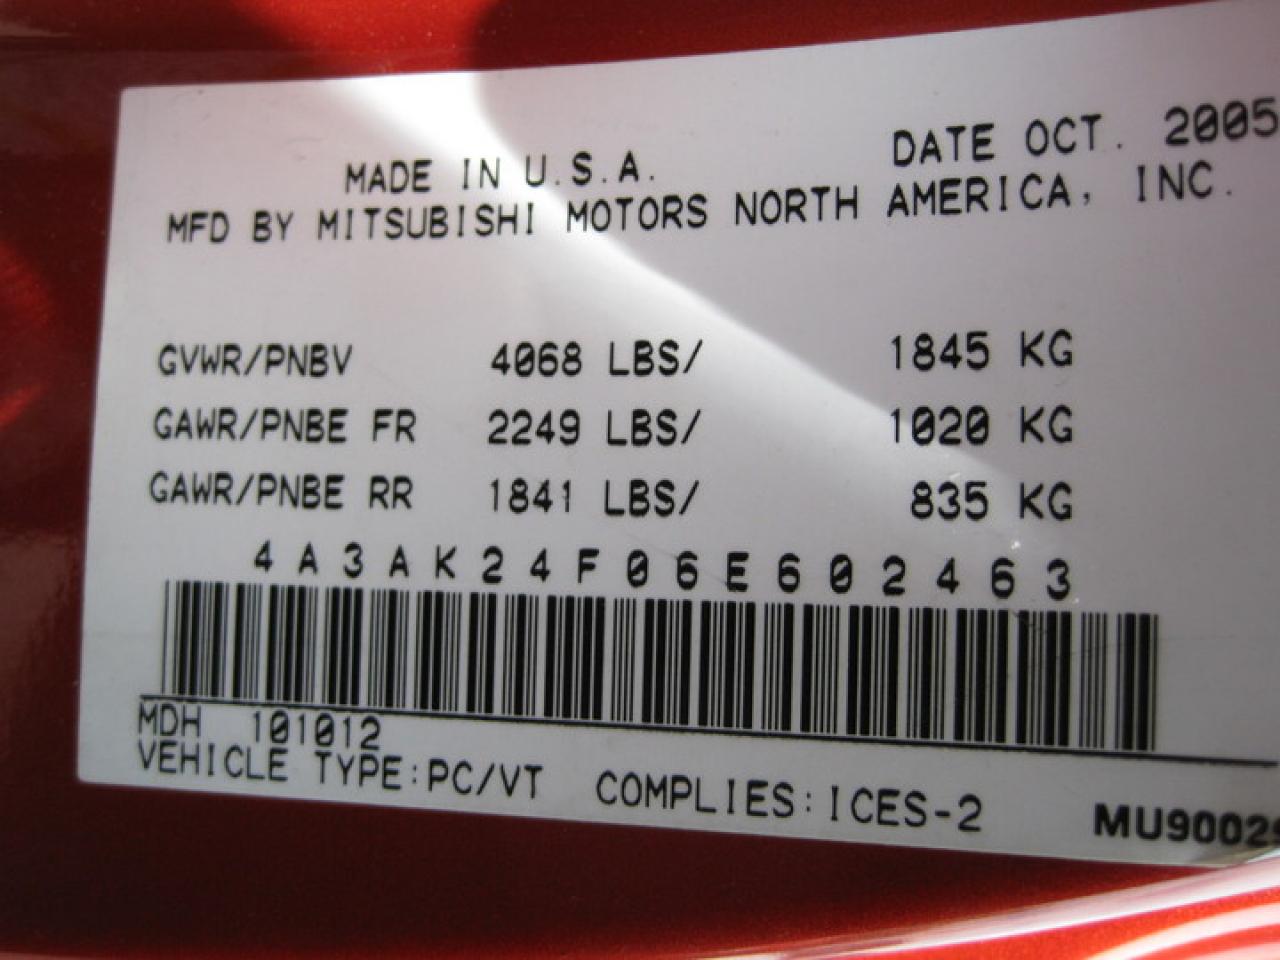 DATE OCT. 2005
MADE IN U.S.A.
MFD BY MITSUBISHI MOTORS NORTH AMERICA, INC.
GVWR/PNBV 4068 LBS/ 1845 KG
GAWR/PNBE FR 2249 LBS/ 1020 KG
GAWR/PNBE RR 1841 LBS/ 835 KG
4A3AK24F06E602463
MDH 101012
VEHICLE TYPE:PC/VT COMPLIES:ICES-2